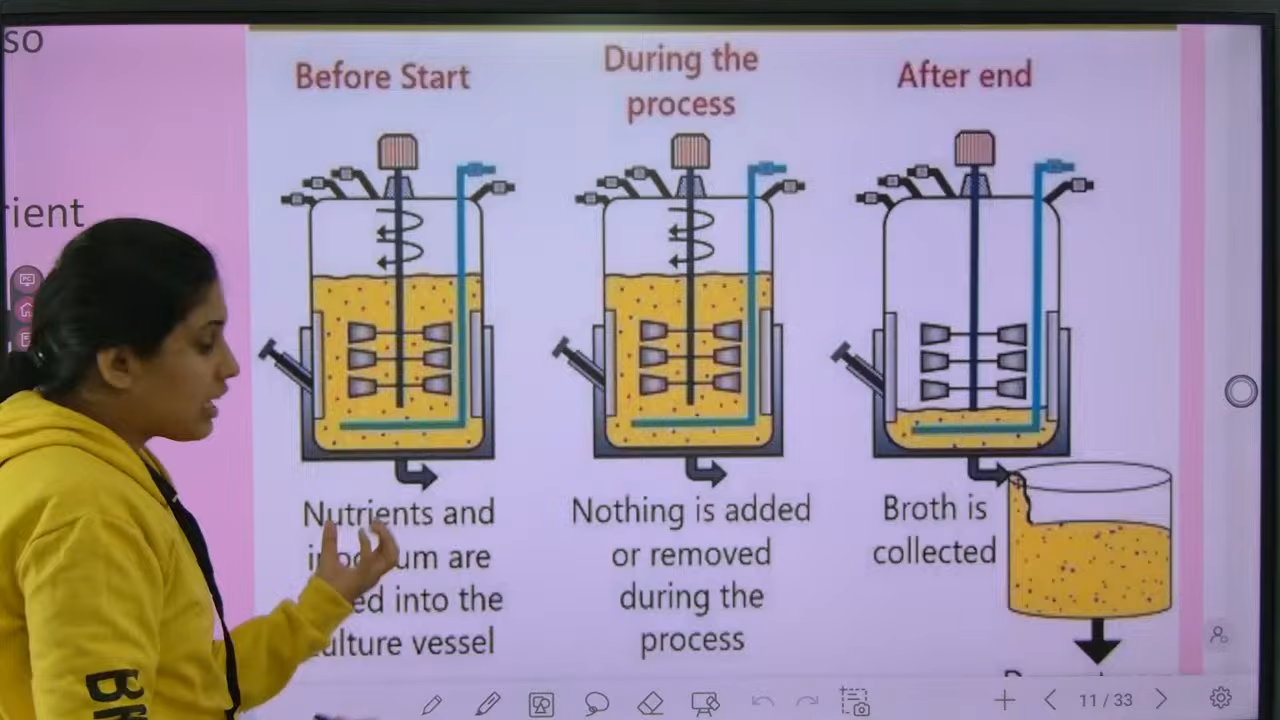 so
rient
Before Start
During the
process
After end
Nutrients and
are
into the
culture vessel
Nothing is added
or removed
during the
process
Broth is
collected
11 / 33